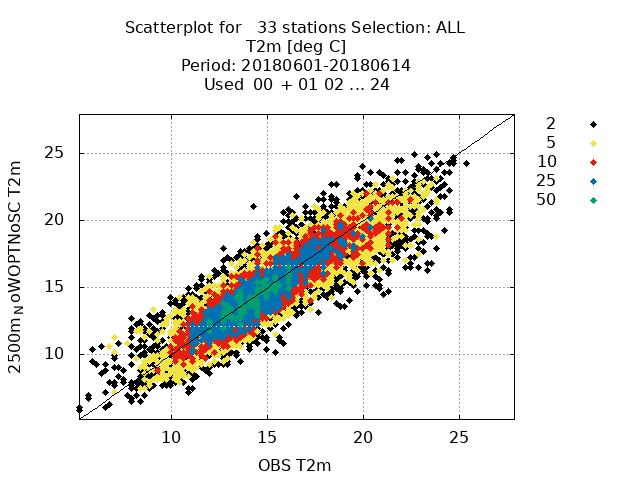 Scatterplot for   33 stations Selection: ALL
T2m [deg C]
Period: 20180601-20180614
Used  00 + 01 02 ... 24
2
5
10
25
50
25
20
15
10
2500m_NoWOPTNoSC T2m
10 15 20 25
OBS T2m